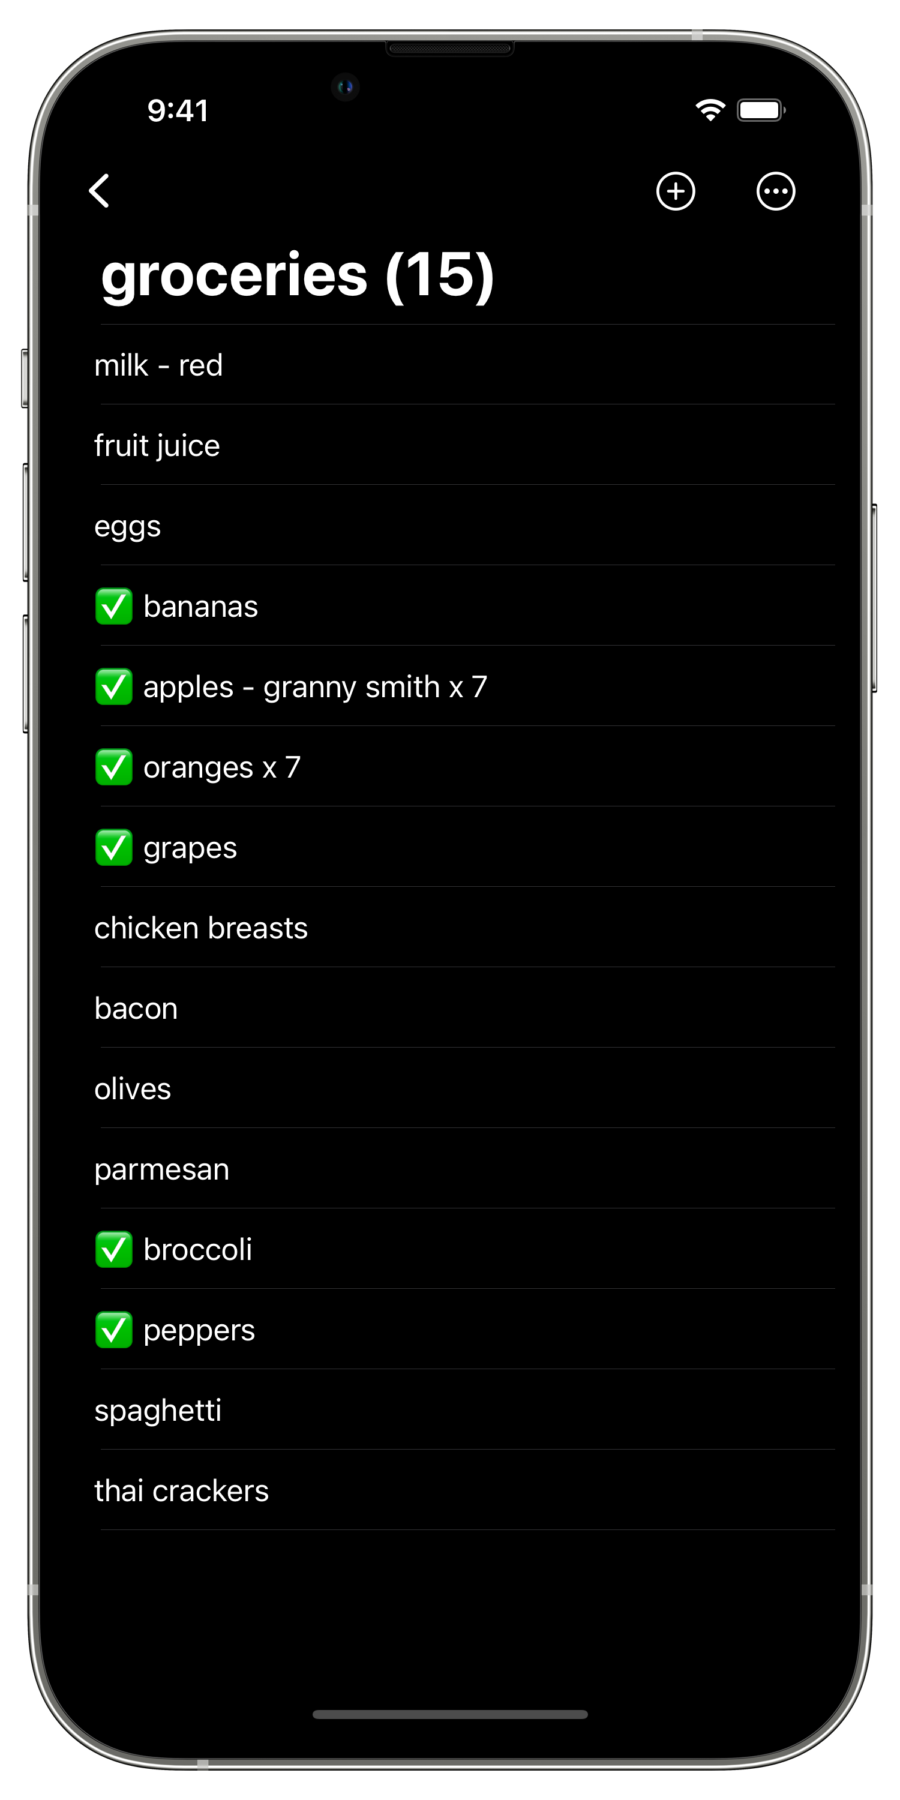 9:41
groceries (15)
milk - red
fruit juice
eggs
✅ bananas
✅ apples - granny smith x 7
✅ oranges x 7
✅ grapes
chicken breasts
bacon
olives
parmesan
✅ broccoli
✅ peppers
spaghetti
thai crackers